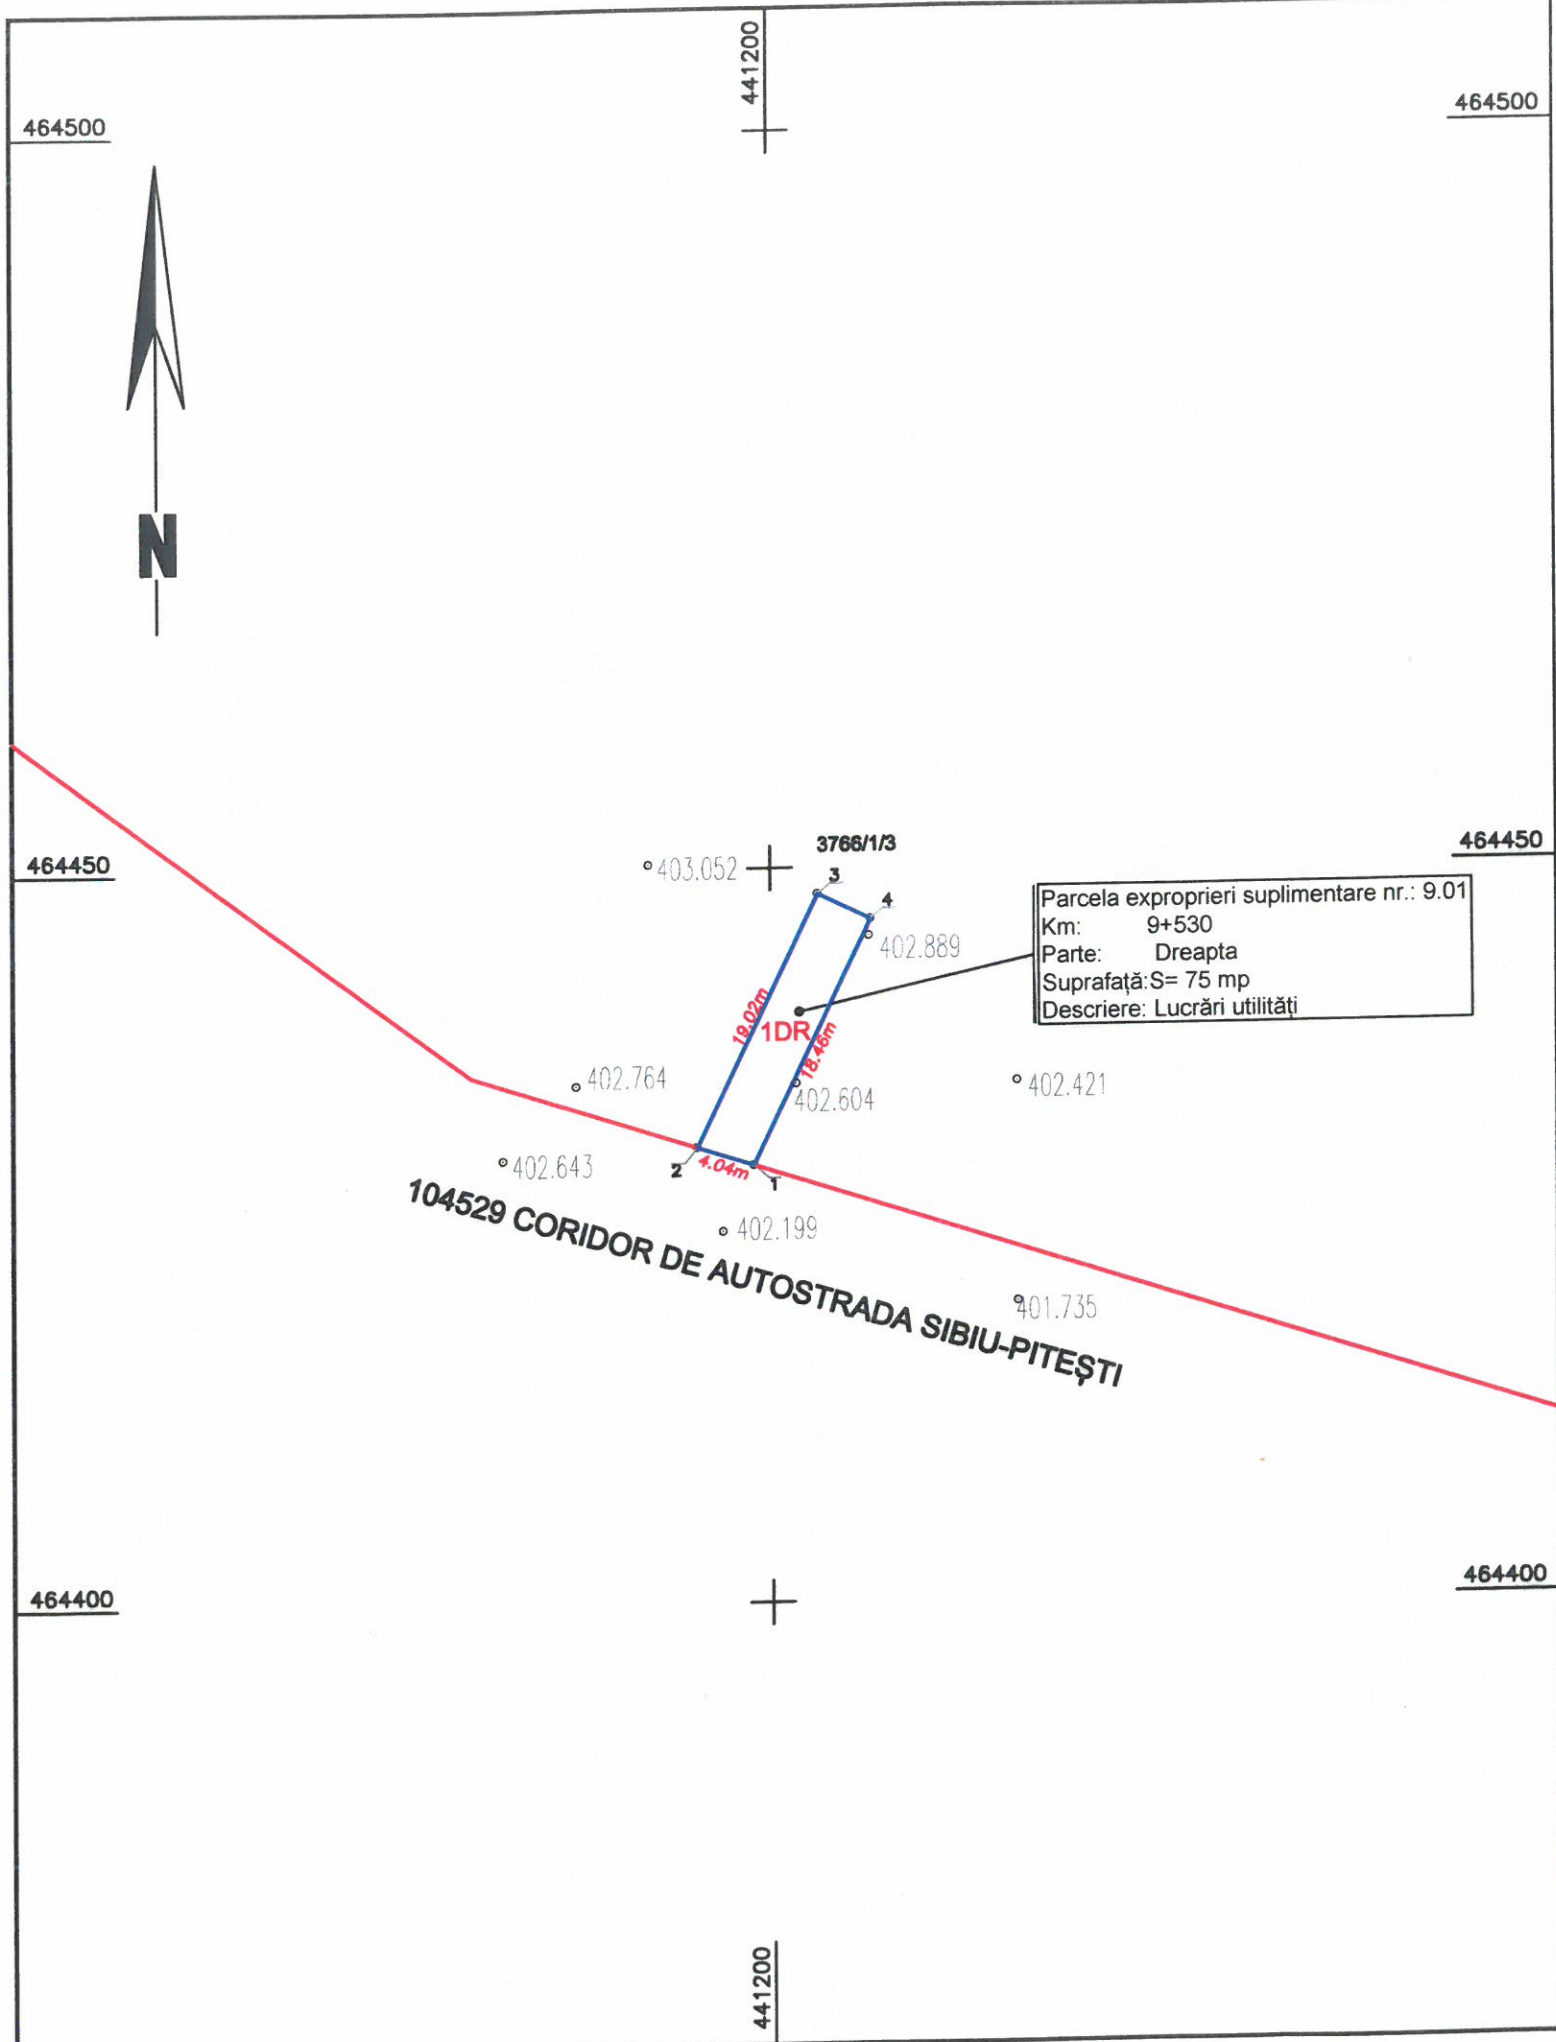 441200
464500
464500
N
3766/1/3
464450
464450
403.052
3
4
402.889
Parcela exproprieri suplimentare nr.: 9.01
Km: 9+530
Parte: Dreapta
Suprafață:S= 75 mp
Descriere: Lucrări utilități
19.02m
1DR
18.46m
402.764
402.604
402.421
402.643
2
4.04m
1
402.199
104529 CORIDOR DE AUTOSTRADA SIBIU-PITEȘTI
401.735
464400
464400
441200